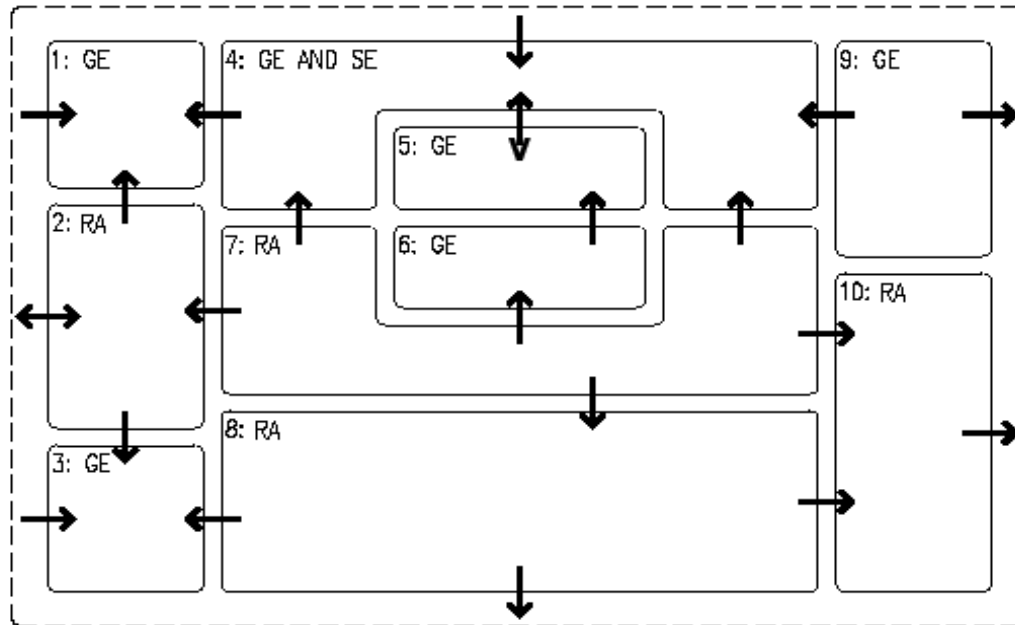 1: GE
4: GE AND SE
9: GE
5: GE
2: RA
7: RA
6: GE
10: RA
8: RA
3: GE